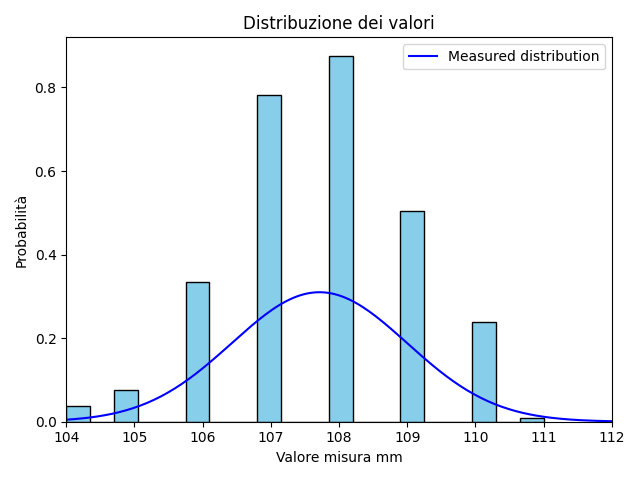 Distribuzione dei valori
Measured distribution
Probabilità
0.8
0.6
0.4
0.2
0.0
104 105 106 107 108 109 110 111 112
Valore misura mm